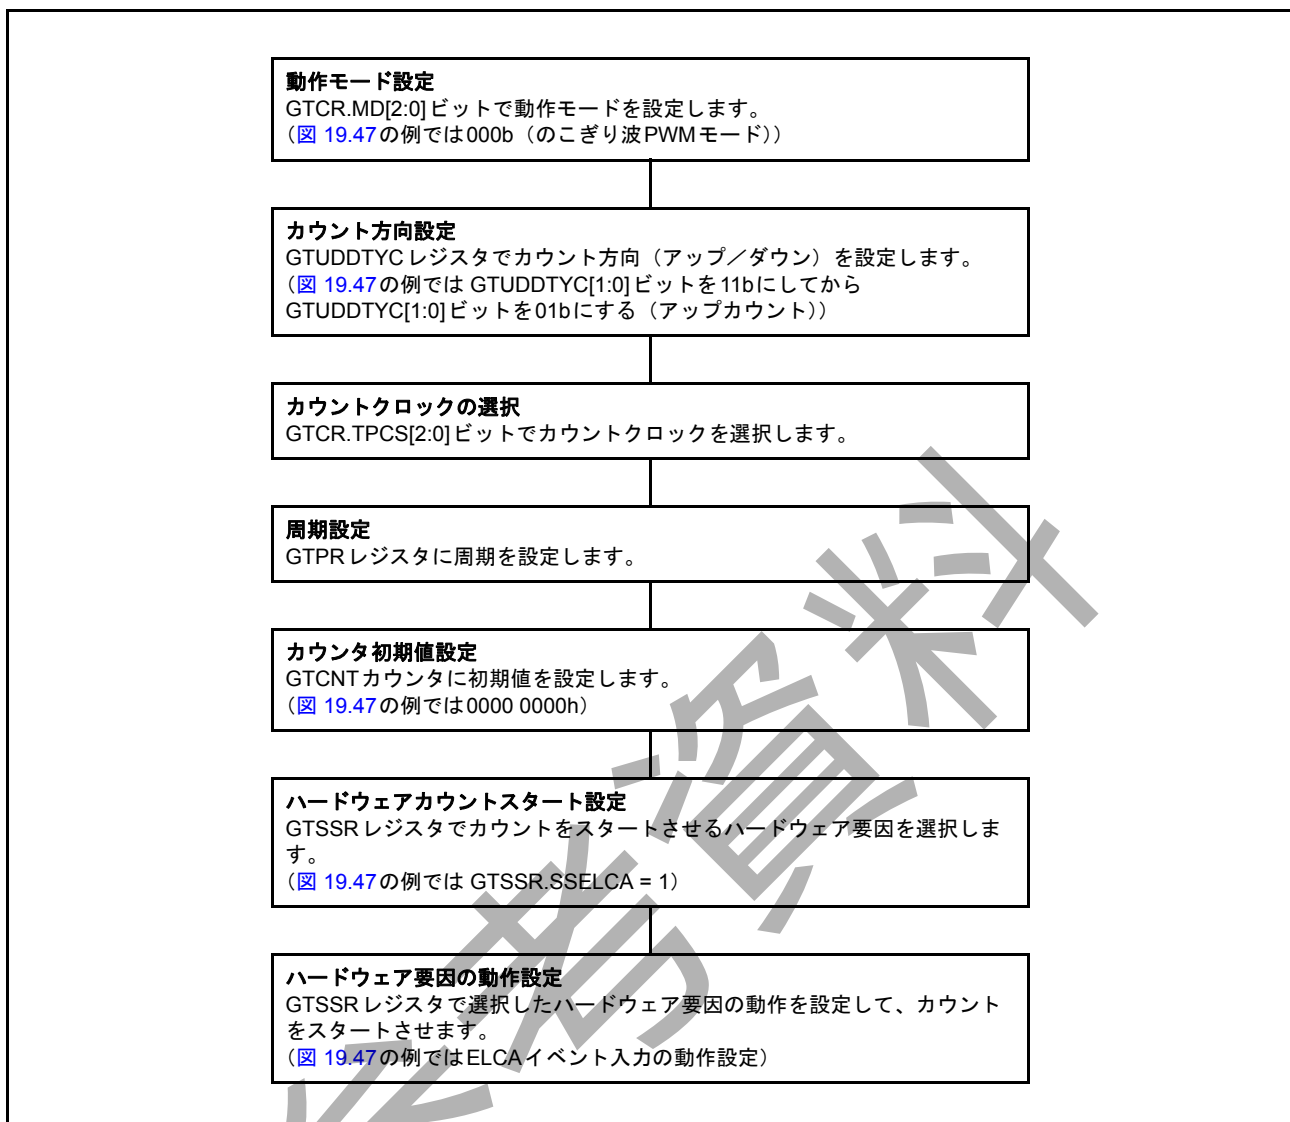 動作モード設定
GTCR.MD[2:0]ビットで動作モードを設定します。
（図 19.47の例では000b（のこぎり波PWMモード））
カウント方向設定
GTUDDTYCレジスタでカウント方向（アップ／ダウン）を設定します。
（図 19.47の例では GTUDDTYC[1:0]ビットを11bにしてから
GTUDDTYC[1:0]ビットを01bにする（アップカウント））
カウントクロックの選択
GTCR.TPCS[2:0]ビットでカウントクロックを選択します。
周期設定
GTPRレジスタに周期を設定します。
カウンタ初期値設定
GTCNTカウンタに初期値を設定します。
（図 19.47の例では0000 0000h）
ハードウェアカウントスタート設定
GTSSRレジスタでカウントをスタートさせるハードウェア要因を選択しま
す。
（図 19.47の例では GTSSR.SSELCA = 1）
ハードウェア要因の動作設定
GTSSRレジスタで選択したハードウェア要因の動作を設定して、カウント
をスタートさせます。
（図 19.47の例ではELCAイベント入力の動作設定）
参考資料